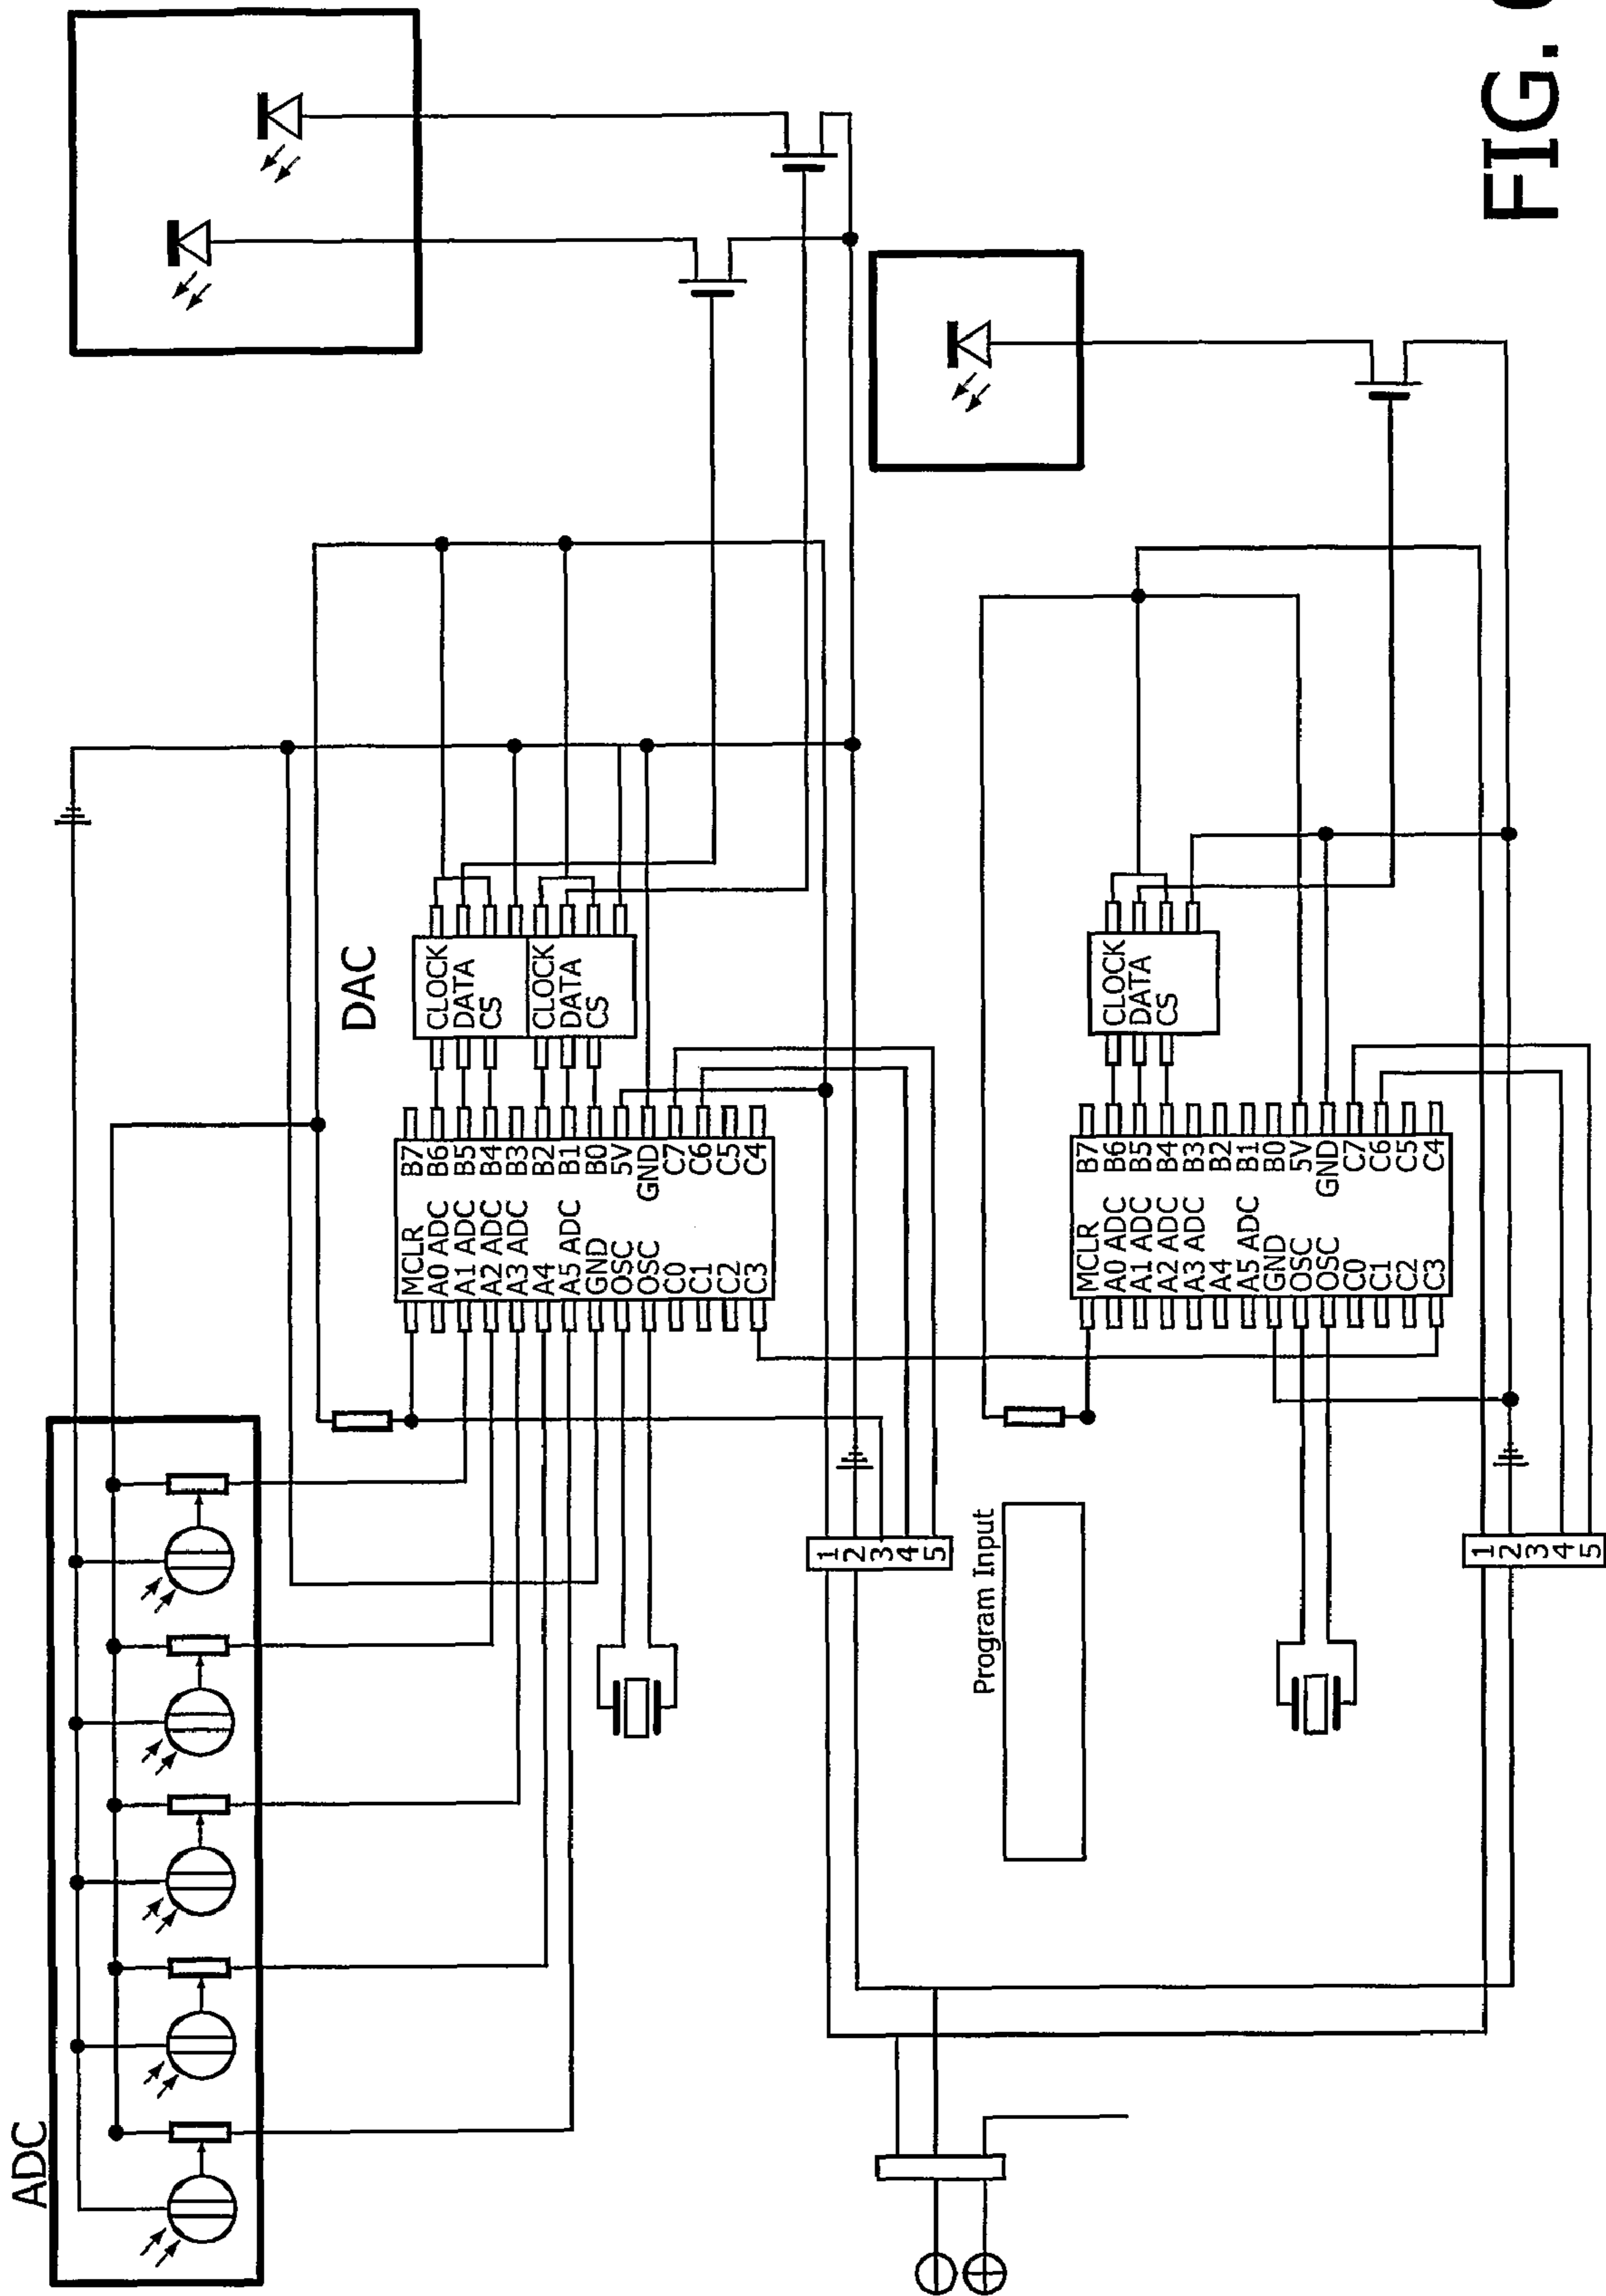 ADC
DAC
MCLR
A0 ADC
A1 ADC
A2 ADC
A3 ADC
A4
A5 ADC
GND
OSC
OSC
C0
C1
C2
C3
B7
B6
B5
B4
B3
B2
B1
B0
5V
GND
C7
C6
C5
C4
CLOCK
DATA
CS
CLOCK
DATA
CS
1
2
3
4
5
Program Input
MCLR
A0 ADC
A1 ADC
A2 ADC
A3 ADC
A4
A5 ADC
GND
OSC
OSC
C0
C1
C2
C3
B7
B6
B5
B4
B3
B2
B1
B0
5V
GND
C7
C6
C5
C4
CLOCK
DATA
CS
1
2
3
4
5
FIG.